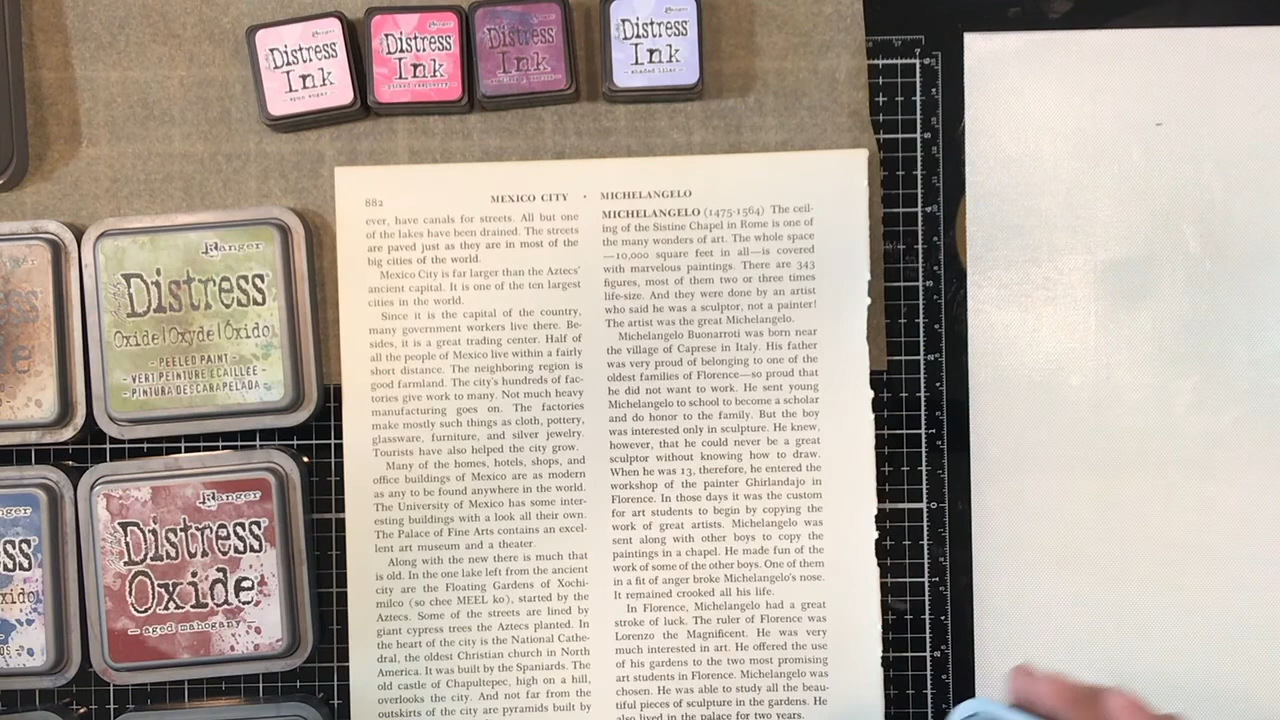 Ranger
Distress
Ink
- spun sugar -
Ranger
Distress
Ink
- picked raspberry -
Ranger
Distress
Ink
Ranger
Distress
Ink
- shaded lilac -
Ranger
Distress
Oxide | Oxyde | Óxido
- PEELED PAINT -
- VERT PEINTURE ÉCAILLÉE -
- PINTURA DESCARAPELADA -
Ranger
Distress
Oxide
- aged mahogany -
882
MEXICO CITY · MICHELANGELO
ever, have canals for streets. All but one
of the lakes have been drained. The streets
are paved just as they are in most of the
big cities of the world.
Mexico City is far larger than the Aztecs'
ancient capital. It is one of the ten largest
cities in the world.
Since it is the capital of the country,
many government workers live there. Be-
sides, it is a great trading center. Half of
all the people of Mexico live within a fairly
short distance. The neighboring region is
good farmland. The city's hundreds of fac-
tories give work to many. Not much heavy
manufacturing goes on. The factories
make mostly such things as cloth, pottery,
glassware, furniture, and silver jewelry.
Tourists have also helped the city grow.
Many of the homes, hotels, shops, and
office buildings of Mexico are as modern
as any to be found anywhere in the world.
The University of Mexico has some inter-
esting buildings with a look all their own.
The Palace of Fine Arts contains an excel-
lent art museum and a theater.
Along with the new there is much that
is old. In the one lake left from the ancient
city are the Floating Gardens of Xochi-
milco (so chee MEEL koe) started by the
Aztecs. Some of the streets are lined by
giant cypress trees the Aztecs planted. In
the heart of the city is the National Cathe-
dral, the oldest Christian church in North
America. It was built by the Spaniards. The
old castle of Chapultepec, high on a hill,
overlooks the city. And not far from the
outskirts of the city are pyramids built by
MICHELANGELO (1475-1564) The ceil-
ing of the Sistine Chapel in Rome is one of
the many wonders of art. The whole space
—10,000 square feet in all—is covered
with marvelous paintings. There are 343
figures, most of them two or three times
life-size. And they were done by an artist
who said he was a sculptor, not a painter!
The artist was the great Michelangelo.
Michelangelo Buonarroti was born near
the village of Caprese in Italy. His father
was very proud of belonging to one of the
oldest families of Florence—so proud that
he did not want to work. He sent young
Michelangelo to school to become a scholar
and do honor to the family. But the boy
was interested only in sculpture. He knew,
however, that he could never be a great
sculptor without knowing how to draw.
When he was 13, therefore, he entered the
workshop of the painter Ghirlandajo in
Florence. In those days it was the custom
for art students to begin by copying the
work of great artists. Michelangelo was
sent along with other boys to copy the
paintings in a chapel. He made fun of the
work of some of the other boys. One of them
in a fit of anger broke Michelangelo's nose.
It remained crooked all his life.
In Florence, Michelangelo had a great
stroke of luck. The ruler of Florence was
Lorenzo the Magnificent. He was very
much interested in art. He offered the use
of his gardens to the two most promising
art students in Florence. Michelangelo was
chosen. He was able to study all the beau-
tiful pieces of sculpture in the gardens. He
also lived in the palace for two years.